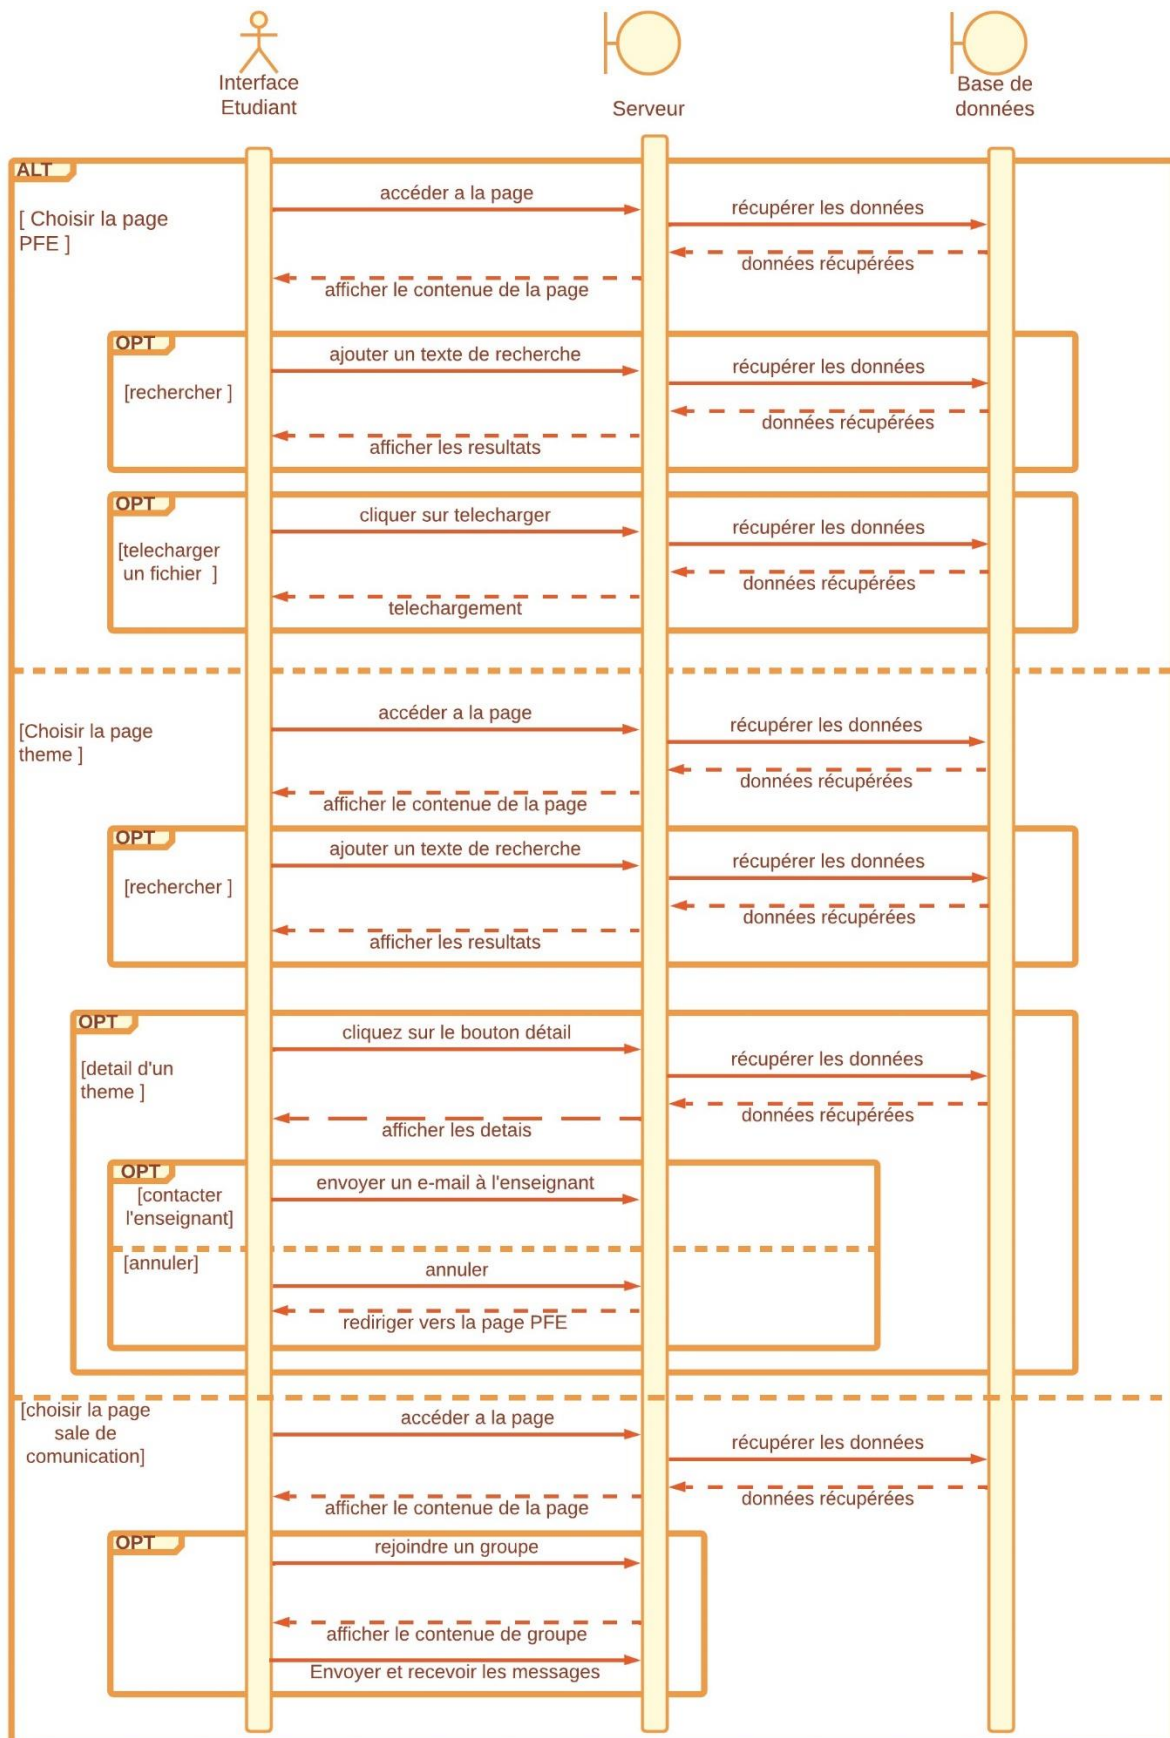 Interface
Etudiant
Serveur
Base de
données
ALT
[ Choisir la page
PFE ]
accéder a la page
récupérer les données
données récupérées
afficher le contenue de la page
OPT
[rechercher ]
ajouter un texte de recherche
récupérer les données
données récupérées
afficher les resultats
OPT
[telecharger
un fichier ]
cliquer sur telecharger
récupérer les données
données récupérées
telechargement
[Choisir la page
theme ]
accéder a la page
récupérer les données
données récupérées
afficher le contenue de la page
OPT
[rechercher ]
ajouter un texte de recherche
récupérer les données
données récupérées
afficher les resultats
OPT
[detail d'un
theme ]
cliquez sur le bouton détail
récupérer les données
données récupérées
afficher les detais
OPT
[contacter
l'enseignant]
envoyer un e-mail à l'enseignant
[annuler]
annuler
rediriger vers la page PFE
[choisir la page
sale de
comunication]
accéder a la page
récupérer les données
données récupérées
afficher le contenue de la page
OPT
rejoindre un groupe
afficher le contenue de groupe
Envoyer et recevoir les messages